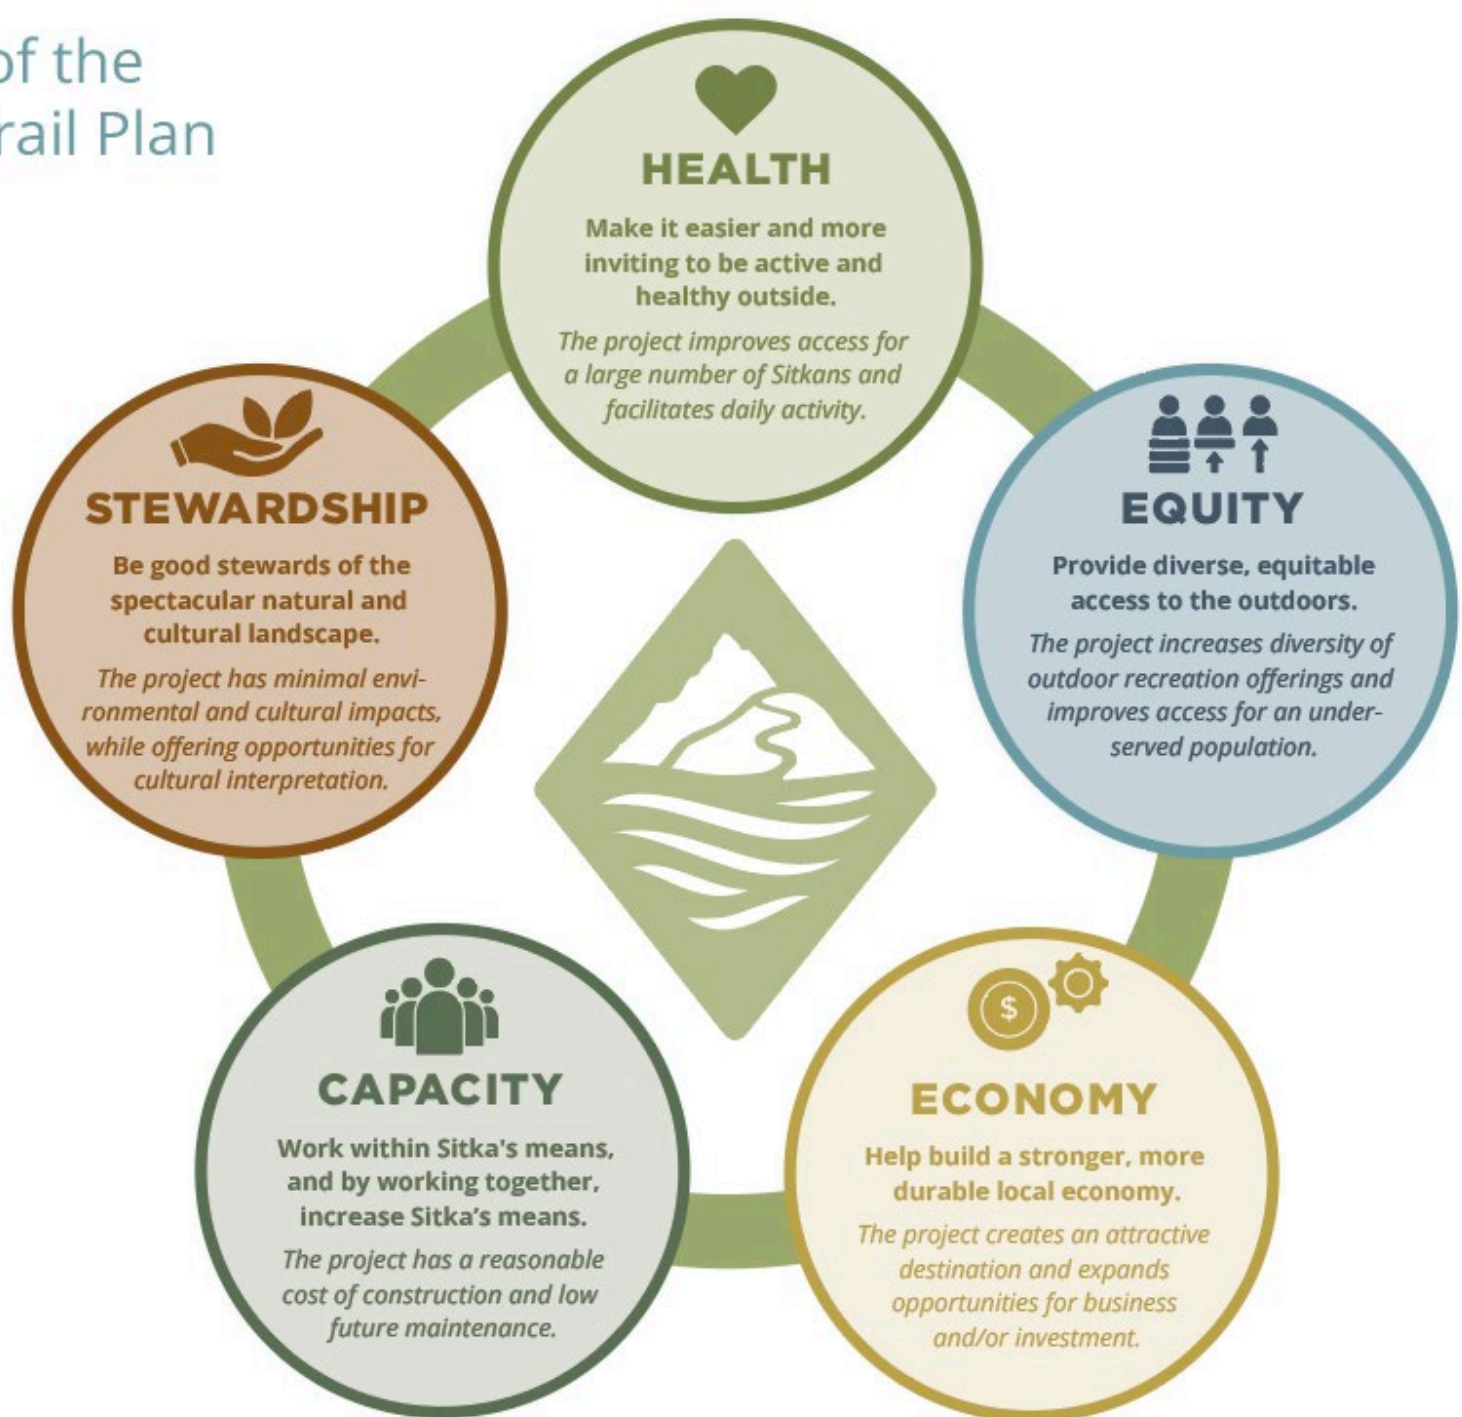 of the
rail Plan
HEALTH
Make it easier and more
inviting to be active and
healthy outside.
The project improves access for
a large number of Sitkans and
facilitates daily activity.
EQUITY
Provide diverse, equitable
access to the outdoors.
The project increases diversity of
outdoor recreation offerings and
improves access for an under-
served population.
ECONOMY
$
Help build a stronger, more
durable local economy.
The project creates an attractive
destination and expands
opportunities for business
and/or investment.
CAPACITY
Work within Sitka's means,
and by working together,
increase Sitka’s means.
The project has a reasonable
cost of construction and low
future maintenance.
STEWARDSHIP
Be good stewards of the
spectacular natural and
cultural landscape.
The project has minimal envi-
ronmental and cultural impacts,
while offering opportunities for
cultural interpretation.